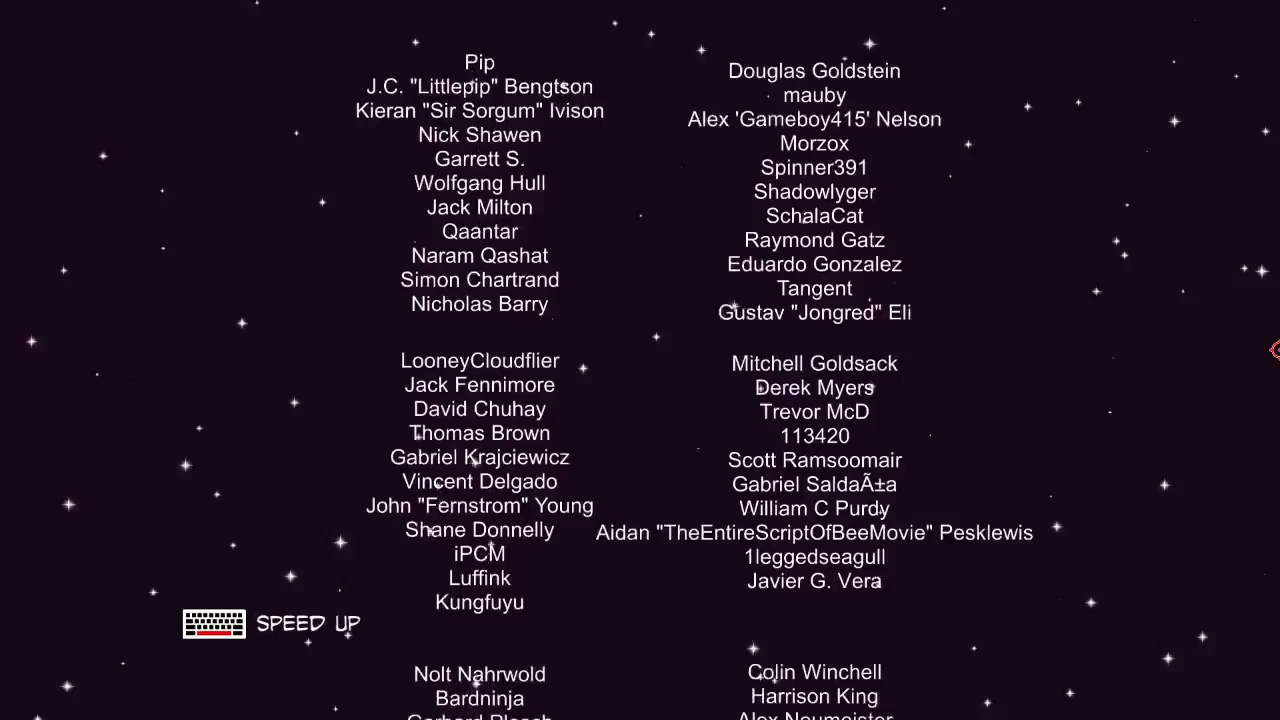 Pip
J.C. "Littlepip" Bengtson
Kieran "Sir Sorgum" Ivison
Nick Shawen
Garrett S.
Wolfgang Hull
Jack Milton
Qaantar
Naram Qashat
Simon Chartrand
Nicholas Barry
Douglas Goldstein
mauby
Alex 'Gameboy415' Nelson
Morzox
Spinner391
Shadowlyger
SchalaCat
Raymond Gatz
Eduardo Gonzalez
Tangent
Gustav "Jongred" Eli
LooneyCloudflier
Jack Fennimore
David Chuhay
Thomas Brown
Gabriel Krajciewicz
Vincent Delgado
John "Fernstrom" Young
Shane Donnelly
iPCM
Luffink
Kungfuyu
Mitchell Goldsack
Derek Myers
Trevor McD
113420
Scott Ramsoomair
Gabriel SaldaÃ±a
William C Purdy
Aidan "TheEntireScriptOfBeeMovie" Pesklewis
1leggedseagull
Javier G. Vera
SPEED UP
Nolt Nahrwold
Bardninja
Colin Winchell
Harrison King
Alex Neumeister